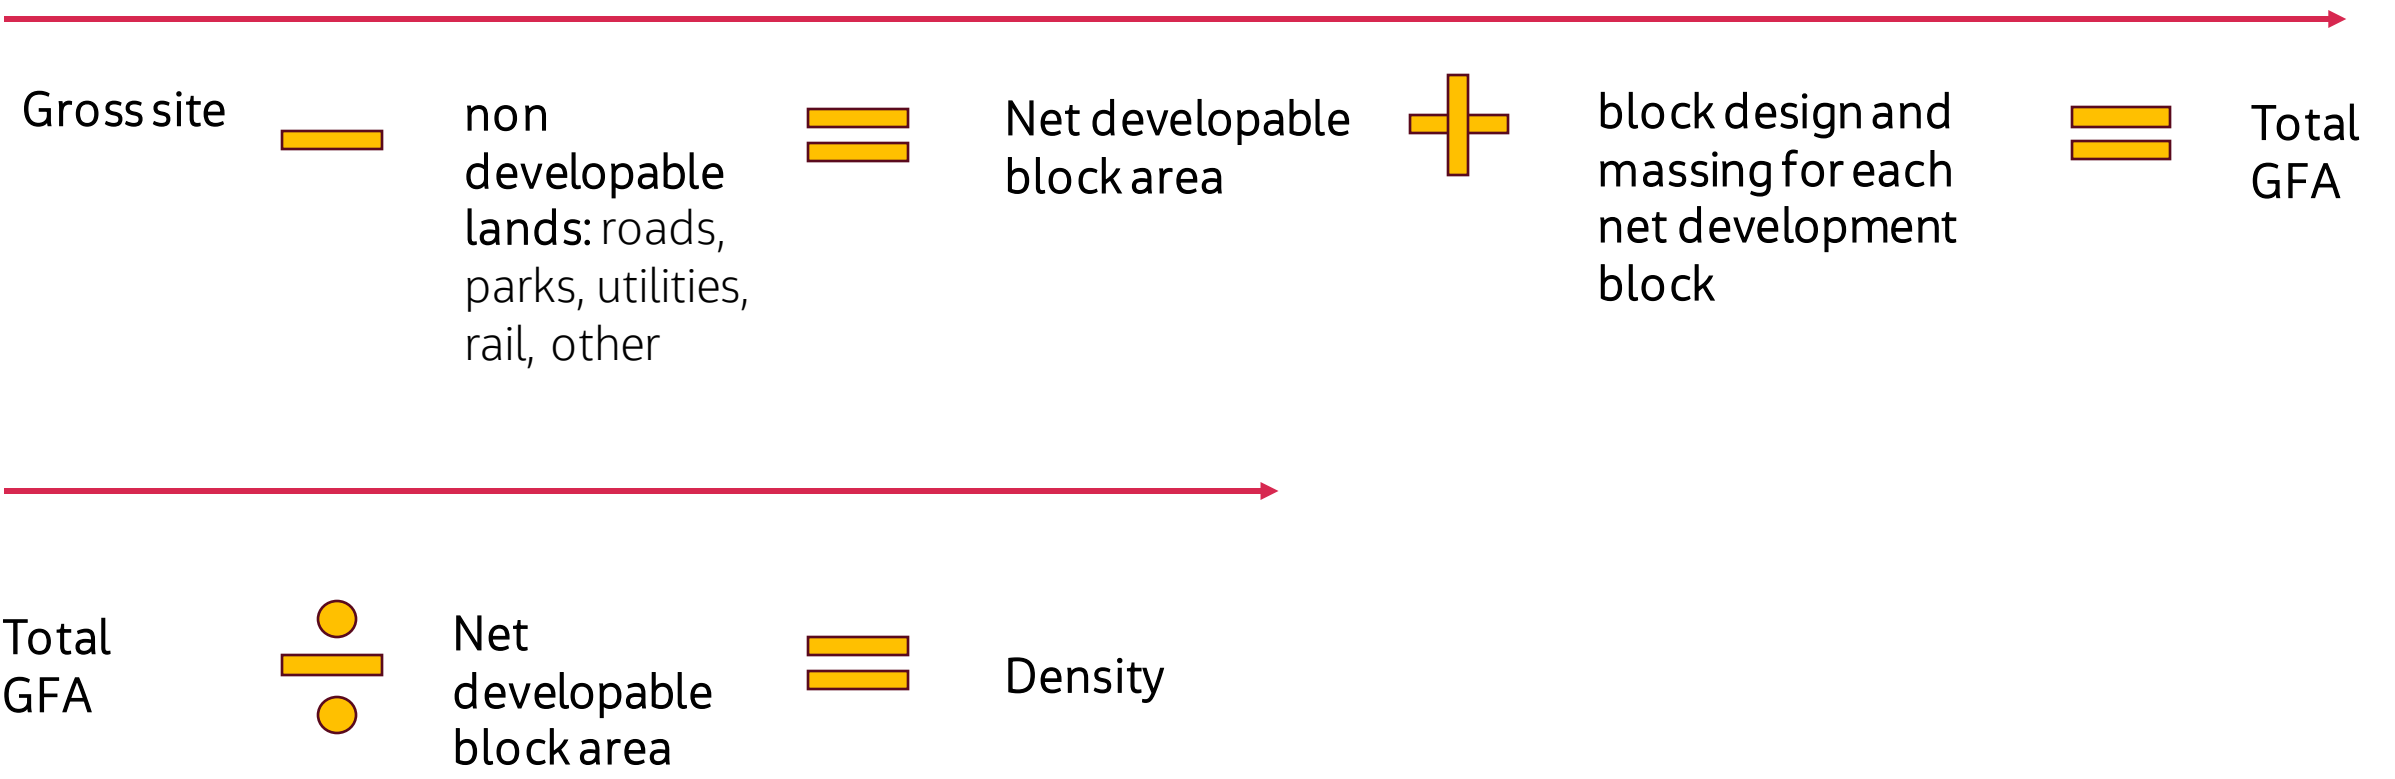 Gross site
non
developable
lands: roads,
parks, utilities,
rail, other
Net developable
block area
block design and
massing for each
net development
block
Total
GFA
Total
GFA
Net
developable
block area
Density